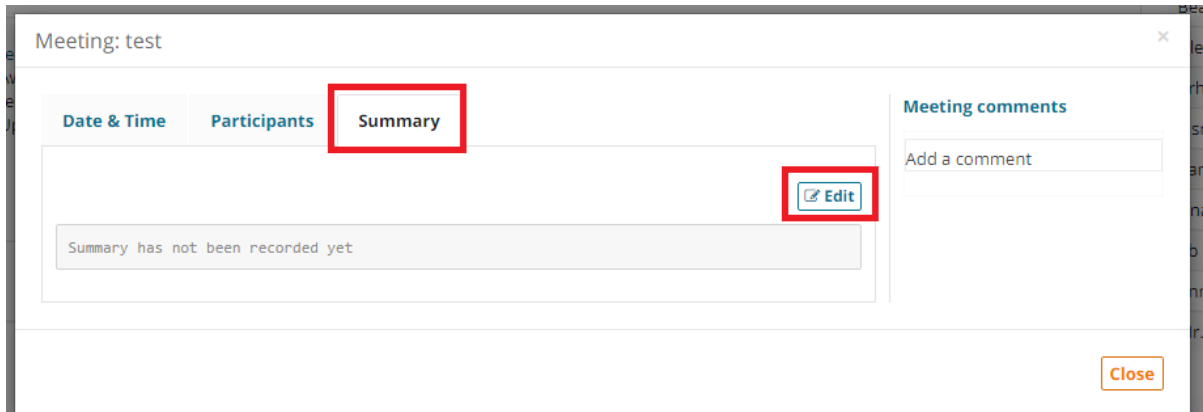 Meeting: test
×
Date & Time
Participants
Summary
Edit
Summary has not been recorded yet
Meeting comments
Add a comment
Close